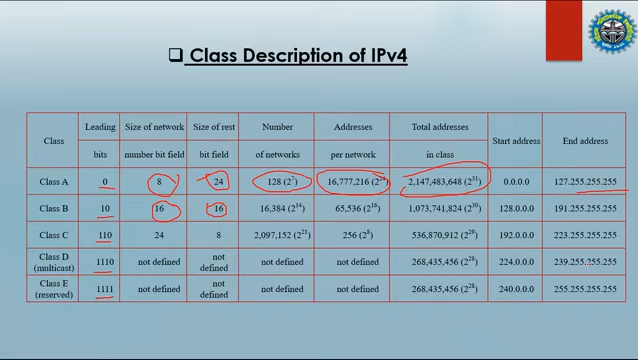 ❑ Class Description of IPv4
Class | Leading bits | Size of network number bit field | Size of rest bit field | Number of networks | Addresses per network | Total addresses in class | Start address | End address
Class A | 0 | 8 | 24 | 128 (2⁷) | 16,777,216 (2²⁴) | 2,147,483,648 (2³¹) | 0.0.0.0 | 127.255.255.255
Class B | 10 | 16 | 16 | 16,384 (2¹⁴) | 65,536 (2¹⁶) | 1,073,741,824 (2³⁰) | 128.0.0.0 | 191.255.255.255
Class C | 110 | 24 | 8 | 2,097,152 (2²¹) | 256 (2⁸) | 536,870,912 (2²⁹) | 192.0.0.0 | 223.255.255.255
Class D (multicast) | 1110 | not defined | not defined | not defined | not defined | 268,435,456 (2²⁸) | 224.0.0.0 | 239.255.255.255
Class E (reserved) | 1111 | not defined | not defined | not defined | not defined | 268,435,456 (2²⁸) | 240.0.0.0 | 255.255.255.255